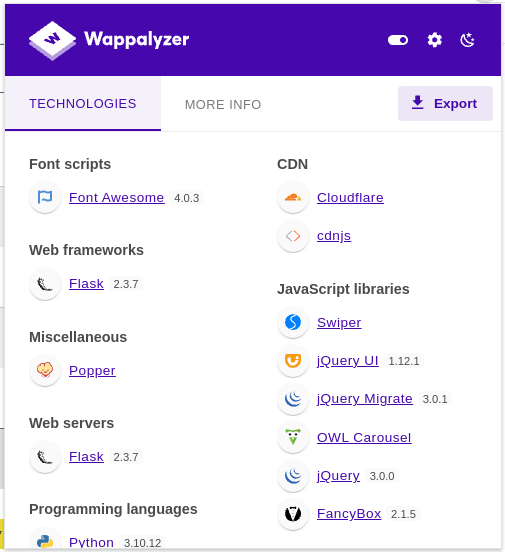 Wappalyzer
TECHNOLOGIES
MORE INFO
Export
Font scripts
Font Awesome 4.0.3
Web frameworks
Flask 2.3.7
Miscellaneous
Popper
Web servers
Flask 2.3.7
Programming languages
Python 3.10.12
CDN
Cloudflare
cdnjs
JavaScript libraries
Swiper
jQuery UI 1.12.1
jQuery Migrate 3.0.1
OWL Carousel
jQuery 3.0.0
FancyBox 2.1.5